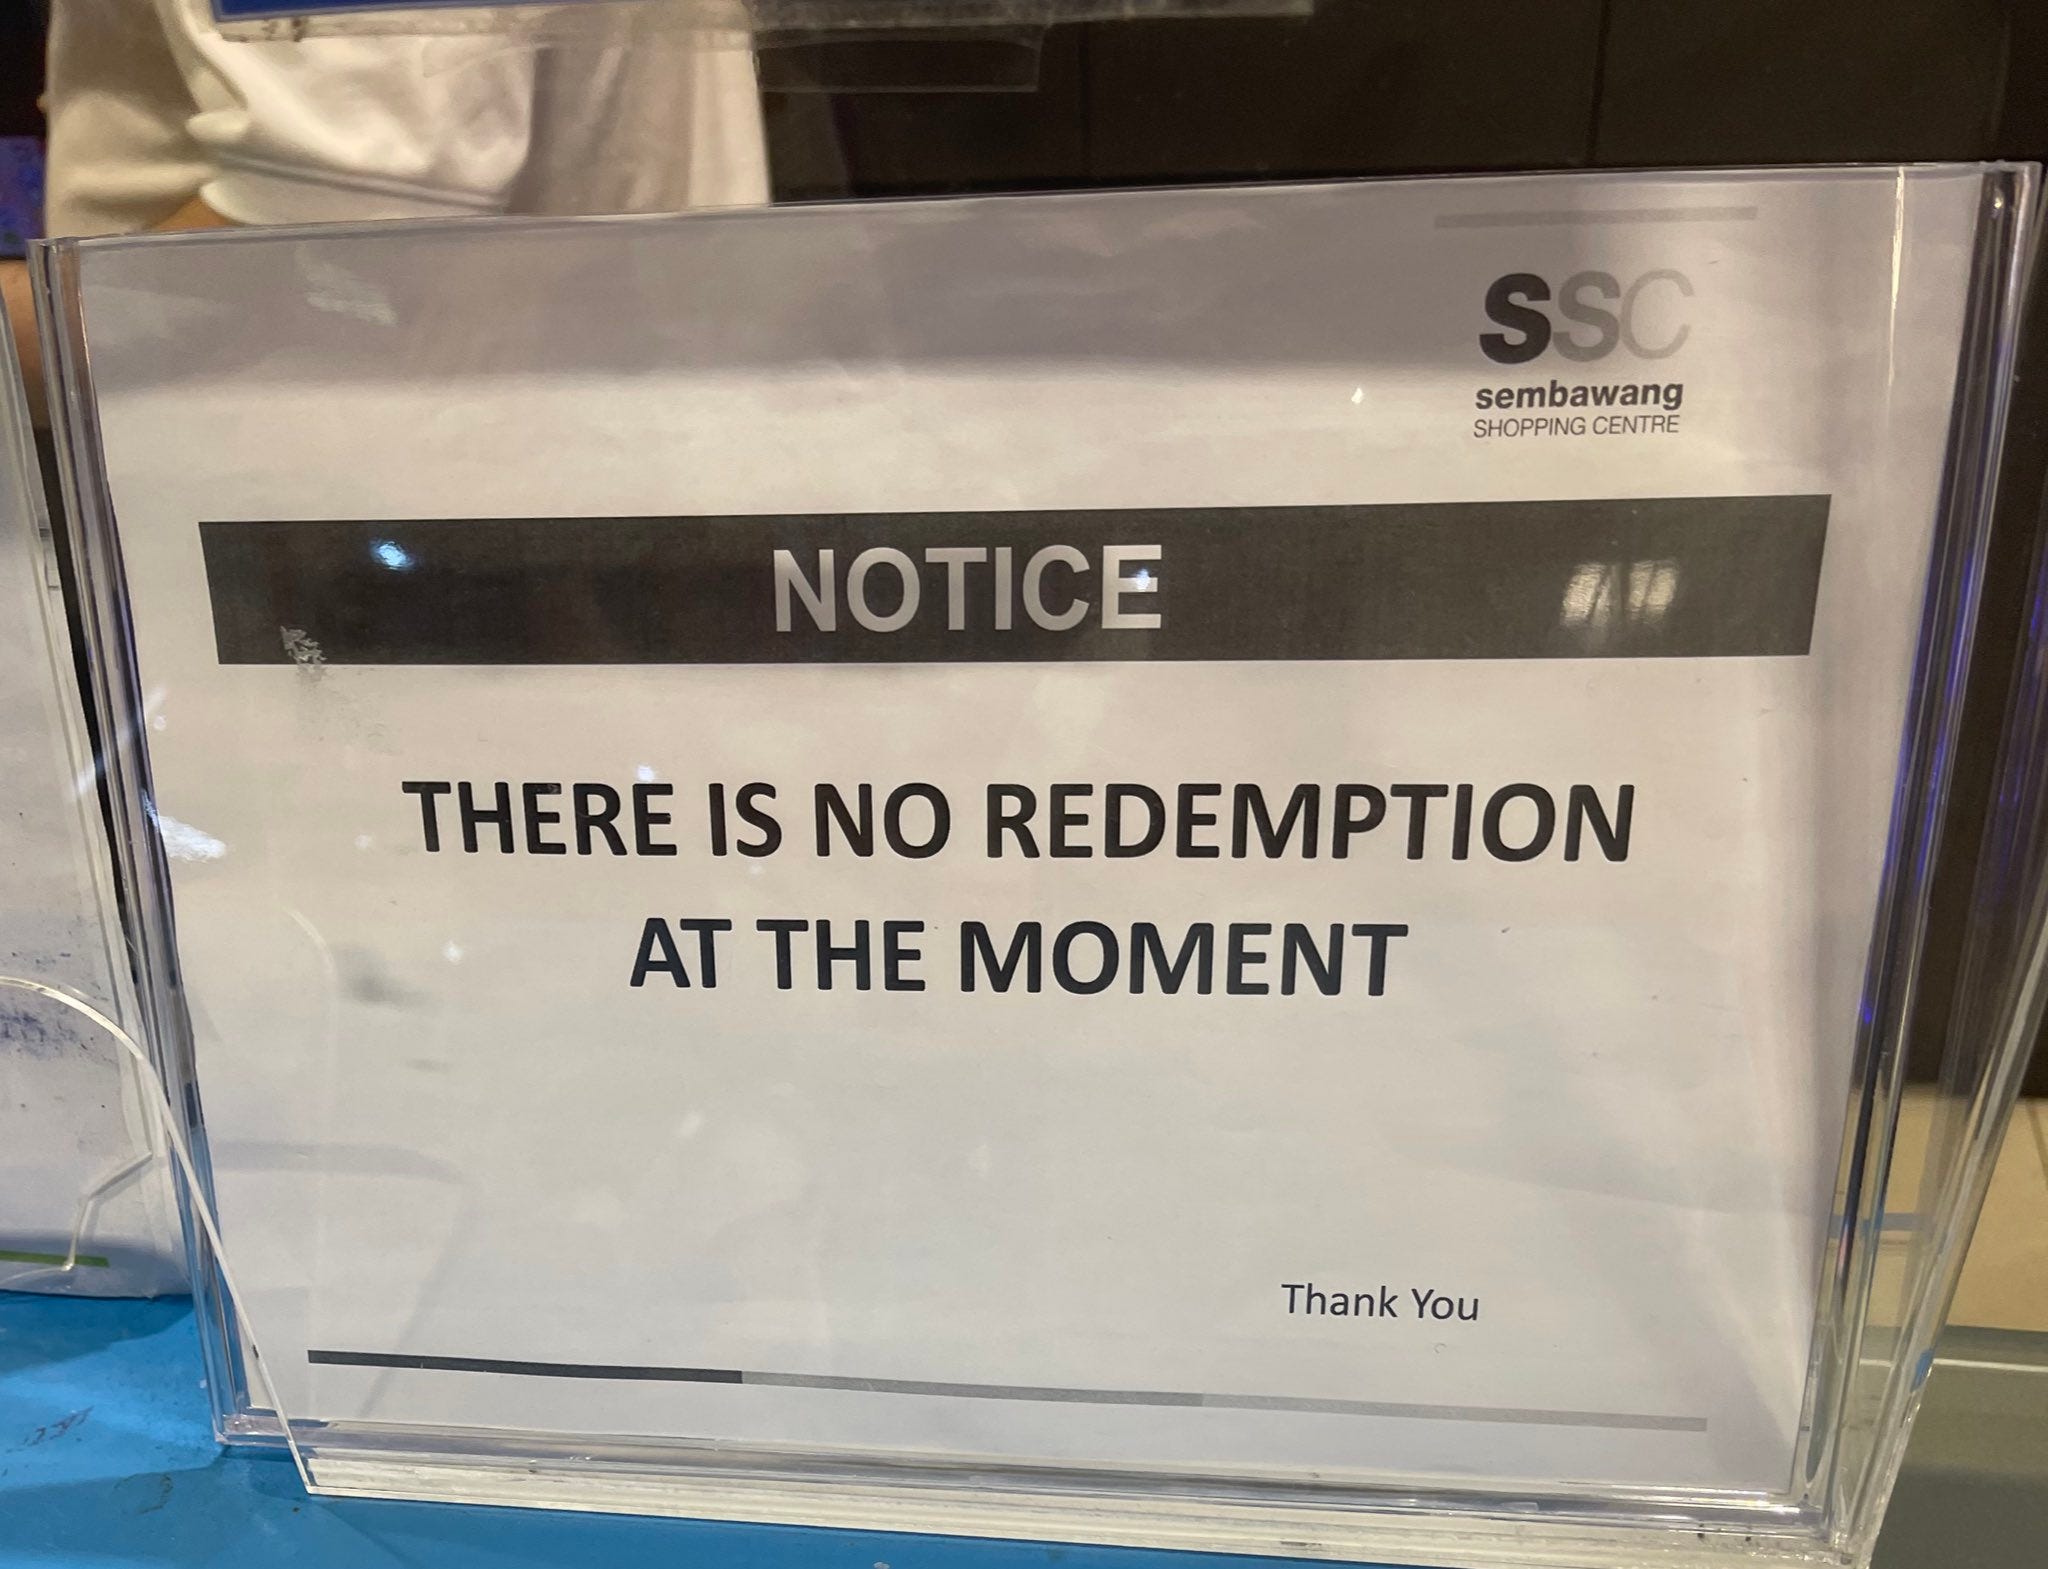 SSC
sembawang
SHOPPING CENTRE
NOTICE
THERE IS NO REDEMPTION
AT THE MOMENT
Thank You